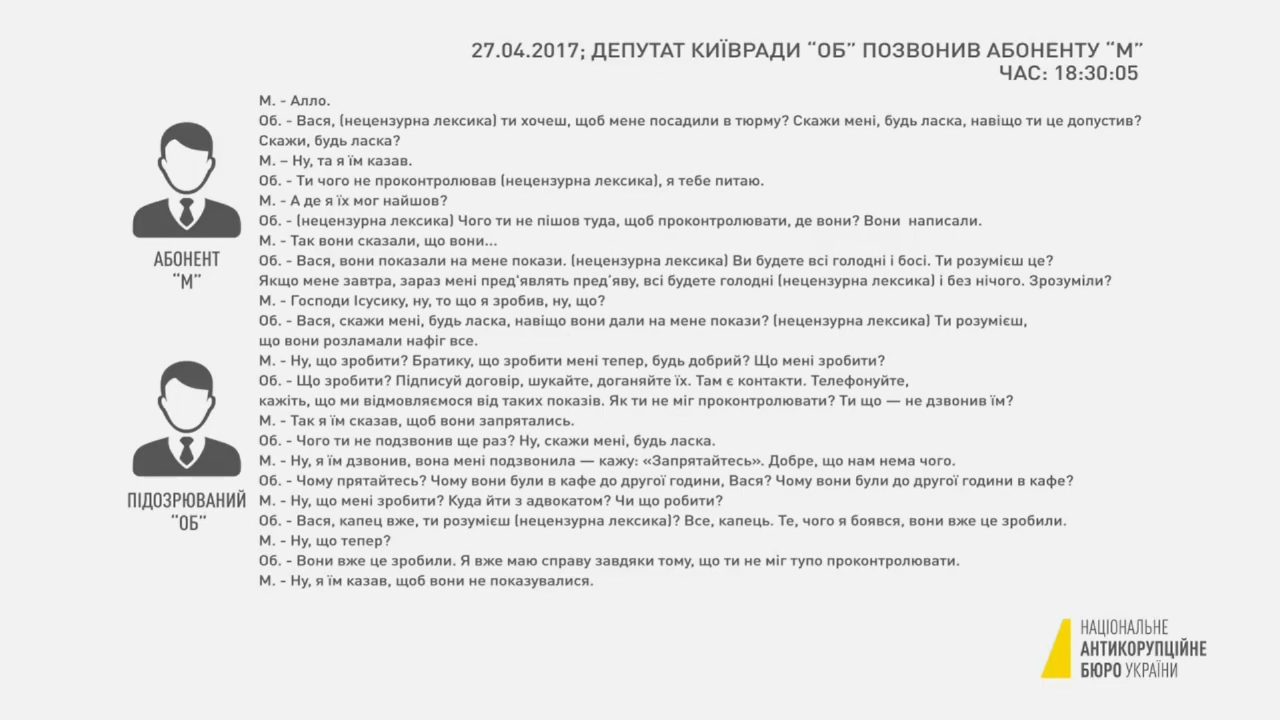 27.04.2017; ДЕПУТАТ КИЇВРАДИ “ОБ” ПОЗВОНИВ АБОНЕНТУ “М”
ЧАС: 18:30:05
М. - Алло.
Об. - Вася, (нецензурна лексика) ти хочеш, щоб мене посадили в тюрму? Скажи мені, будь ласка, навіщо ти це допустив?
Скажи, будь ласка?
М. – Ну, та я їм казав.
Об. - Ти чого не проконтролював (нецензурна лексика), я тебе питаю.
М. - А де я їх мог найшов?
Об. - (нецензурна лексика) Чого ти не пішов туда, щоб проконтролювати, де вони? Вони написали.
М. - Так вони сказали, що вони...
Об. - Вася, вони показали на мене покази. (нецензурна лексика) Ви будете всі голодні і босі. Ти розумієш це?
Якщо мене завтра, зараз мені пред'являть пред'яву, всі будете голодні (нецензурна лексика) і без нічого. Зрозуміли?
М. - Господи Ісусику, ну, то що я зробив, ну, що?
Об. - Вася, скажи мені, будь ласка, навіщо вони дали на мене покази? (нецензурна лексика) Ти розумієш,
що вони розламали нафіг все.
М. - Ну, що зробити? Братику, що зробити мені тепер, будь добрий? Що мені зробити?
Об. - Що зробити? Підписуй договір, шукайте, доганяйте їх. Там є контакти. Телефонуйте,
кажіть, що ми відмовляємося від таких показів. Як ти не міг проконтролювати? Ти що — не дзвонив їм?
М. - Так я їм сказав, щоб вони запрятались.
Об. - Чого ти не подзвонив ще раз? Ну, скажи мені, будь ласка.
М. - Ну, я їм дзвонив, вона мені подзвонила — кажу: «Запрятайтесь». Добре, що нам нема чого.
Об. - Чому прятайтесь? Чому вони були в кафе до другої години, Вася? Чому вони були до другої години в кафе?
М. - Ну, що мені зробити? Куда йти з адвокатом? Чи що робити?
Об. - Вася, капец вже, ти розумієш (нецензурна лексика)? Все, капець. Те, чого я боявся, вони вже це зробили.
М. - Ну, що тепер?
Об. - Вони вже це зробили. Я вже маю справу завдяки тому, що ти не міг тупо проконтролювати.
М. - Ну, я їм казав, щоб вони не показувалися.
АБОНЕНТ
“М”
ПІДОЗРЮВАНИЙ
“ОБ”
НАЦІОНАЛЬНЕ
АНТИКОРУПЦІЙНЕ
БЮРО УКРАЇНИ